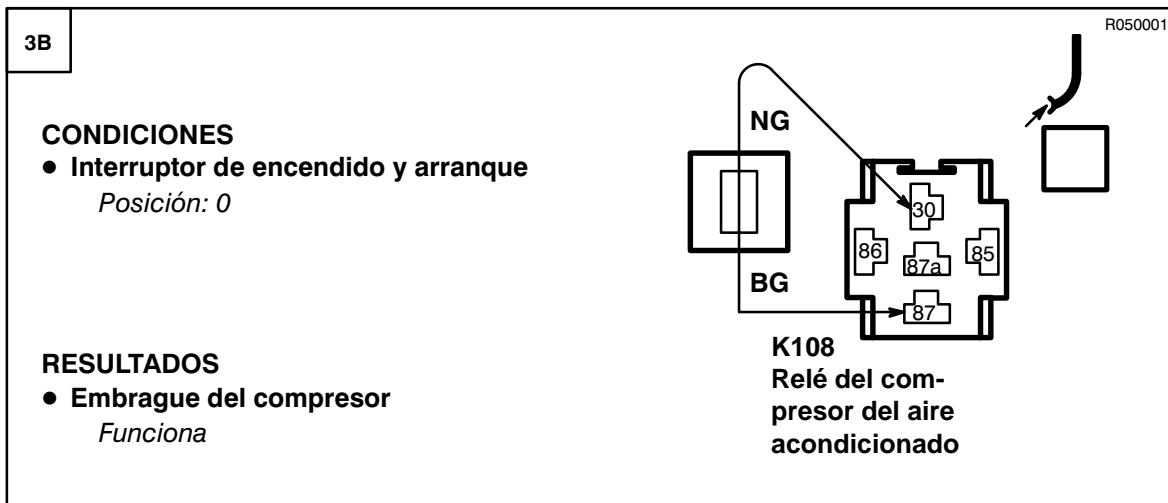 3B
R050001
CONDICIONES
● Interruptor de encendido y arranque
Posición: 0
RESULTADOS
● Embrague del compresor
Funciona
NG
BG
30
86
87a
85
87
K108
Relé del com-
presor del aire
acondicionado